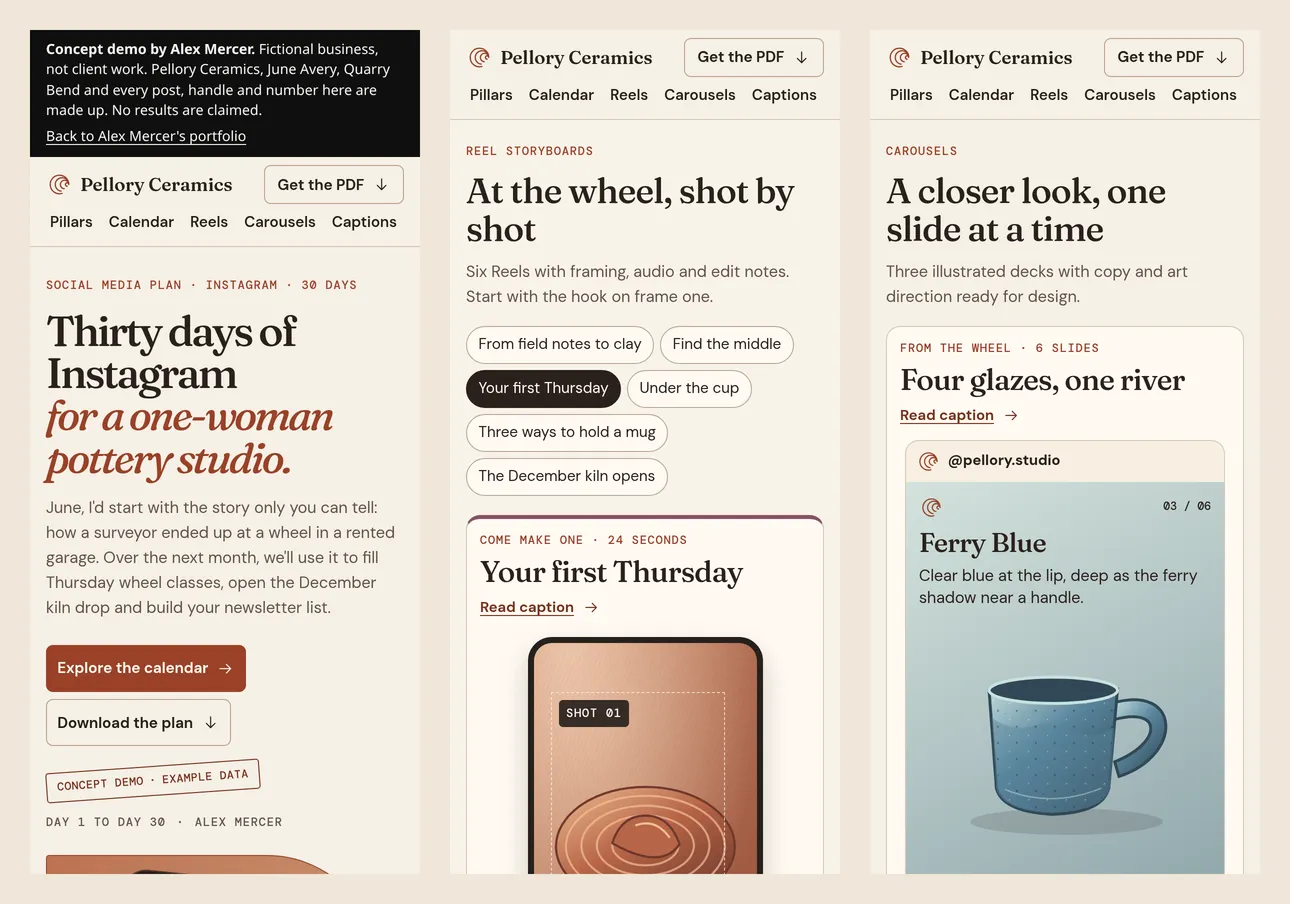 Concept demo by Alex Mercer. Fictional business,
not client work. Pellory Ceramics, June Avery, Quarry
Bend and every post, handle and number here are
made up. No results are claimed.
Back to Alex Mercer's portfolio
Pellory Ceramics
Get the PDF ↓
Pillars Calendar Reels Carousels Captions
SOCIAL MEDIA PLAN · INSTAGRAM · 30 DAYS
Thirty days of
Instagram
for a one-woman
pottery studio.
June, I'd start with the story only you can tell:
how a surveyor ended up at a wheel in a rented
garage. Over the next month, we'll use it to fill
Thursday wheel classes, open the December
kiln drop and build your newsletter list.
Explore the calendar →
Download the plan ↓
CONCEPT DEMO · EXAMPLE DATA
DAY 1 TO DAY 30 · ALEX MERCER
Pellory Ceramics
Get the PDF ↓
Pillars Calendar Reels Carousels Captions
REEL STORYBOARDS
At the wheel, shot by
shot
Six Reels with framing, audio and edit notes.
Start with the hook on frame one.
From field notes to clay
Find the middle
Your first Thursday
Under the cup
Three ways to hold a mug
The December kiln opens
COME MAKE ONE · 24 SECONDS
Your first Thursday
Read caption →
SHOT 01
Pellory Ceramics
Get the PDF ↓
Pillars Calendar Reels Carousels Captions
CAROUSELS
A closer look, one
slide at a time
Three illustrated decks with copy and art
direction ready for design.
FROM THE WHEEL · 6 SLIDES
Four glazes, one river
Read caption →
@pellory.studio
03 / 06
Ferry Blue
Clear blue at the lip, deep as the ferry
shadow near a handle.